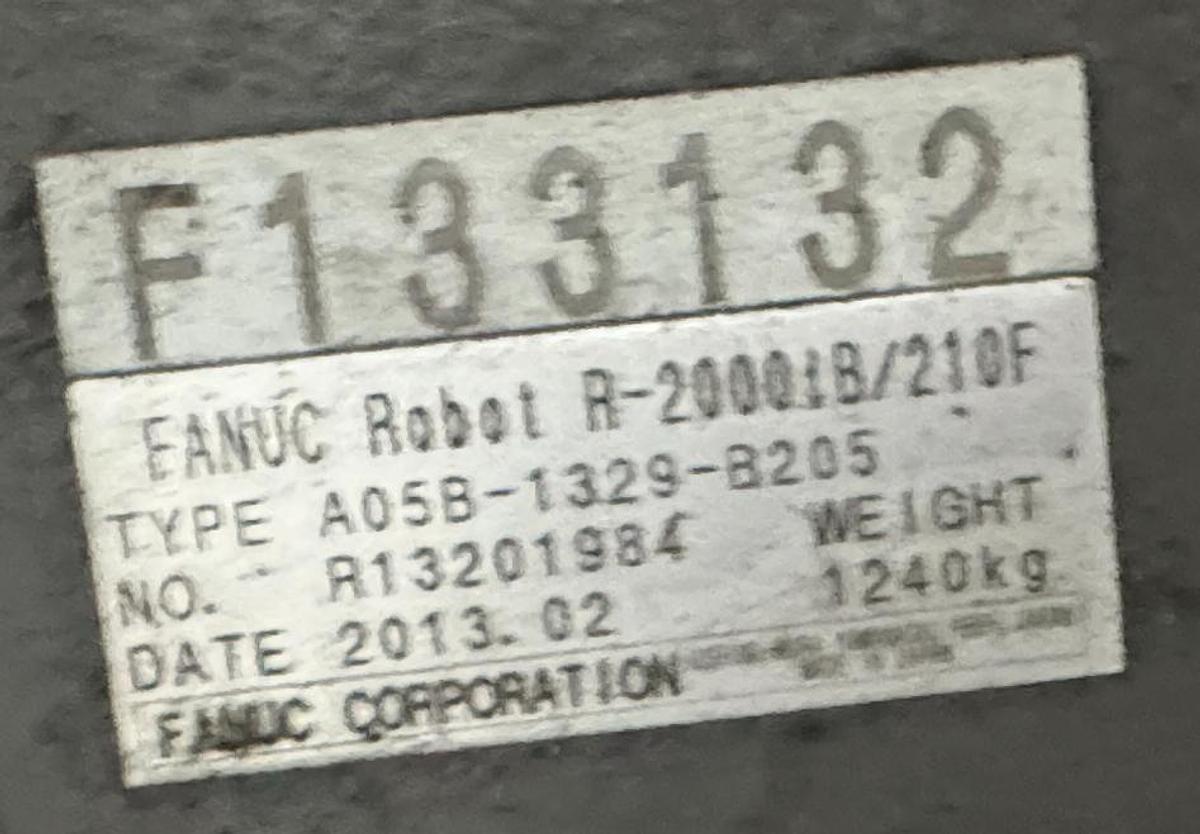 F133132
FANUC Robot R-2000iB/210F
TYPE A05B-1329-B205
NO. R13201984 WEIGHT
DATE 2013.02 1240kg
FANUC CORPORATION